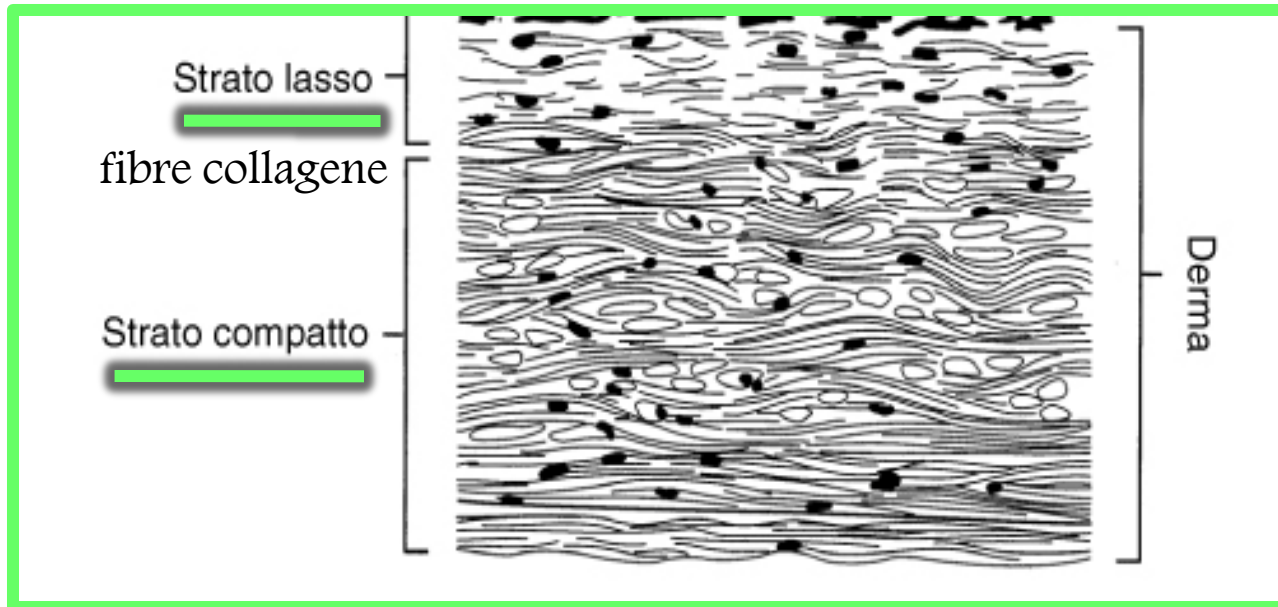 Strato lasso
fibre collagene
Strato compatto
Derma